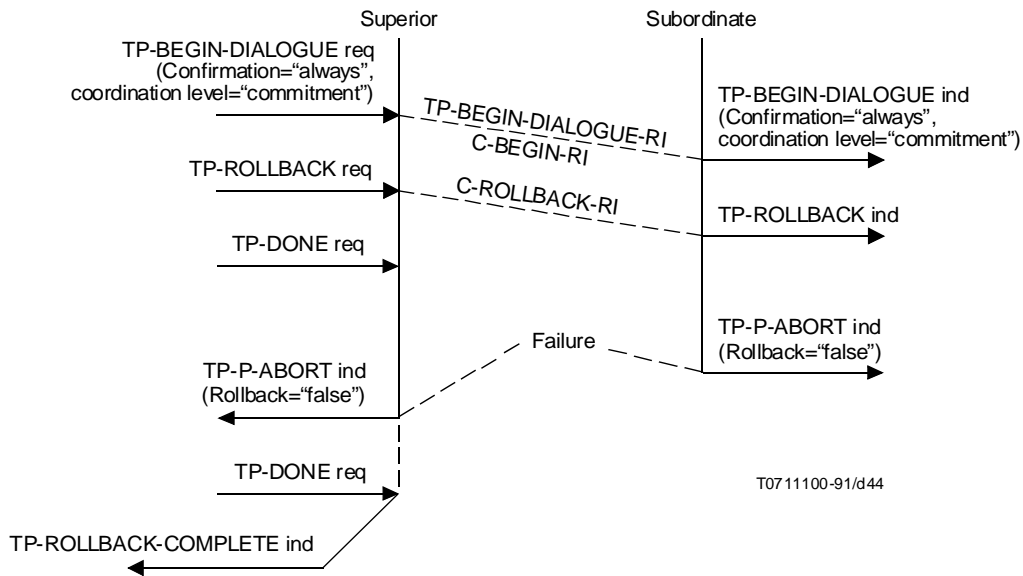 Superior
Subordinate
TP-BEGIN-DIALOGUE req
(Confirmation=“always”,
coordination level=“commitment”)
TP-BEGIN-DIALOGUE-RI
C-BEGIN-RI
TP-BEGIN-DIALOGUE ind
(Confirmation=“always”,
coordination level=“commitment”)
TP-ROLLBACK req
C-ROLLBACK-RI
TP-ROLLBACK ind
TP-DONE req
Failure
TP-P-ABORT ind
(Rollback=“false”)
TP-P-ABORT ind
(Rollback=“false”)
TP-DONE req
T0711100-91/d44
TP-ROLLBACK-COMPLETE ind